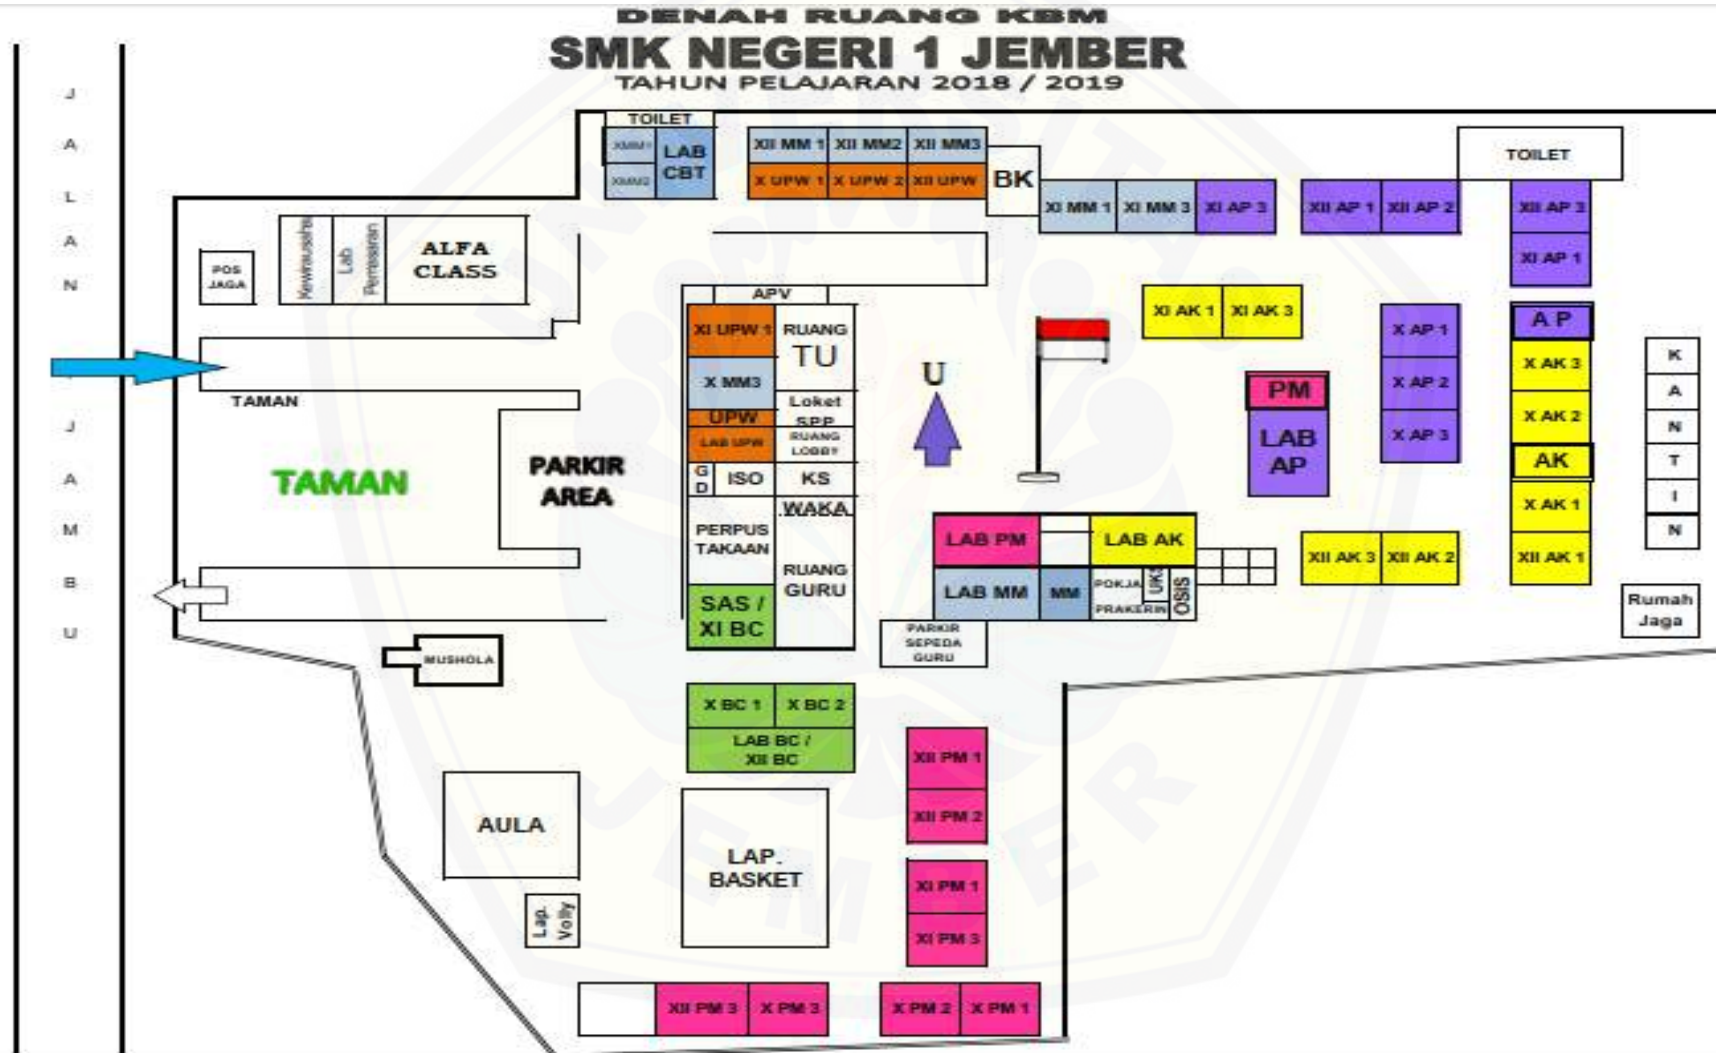 DENAH RUANG KBM
SMK NEGERI 1 JEMBER
TAHUN PELAJARAN 2018 / 2019
JALAN JAMBU
TOILET
XMM1
XMM2
LAB
CBT
XII MM 1 XII MM2 XII MM3
X UPW 1 X UPW 2 XII UPW
BK
XI MM 1 XI MM 3 XI AP 3
XII AP 1 XII AP 2
TOILET
XII AP 3
XI AP 1
POS
JAGA
Kewirausaha
Lab
Pemasaran
ALFA
CLASS
APV
XI UPW 1
RUANG
TU
X MM3
Loket
SPP
UPW
LAB UPW
RUANG
LOBBY
G
D
ISO
KS
WAKA
PERPUS
TAKAAN
RUANG
GURU
SAS /
XI BC
U
XI AK 1 XI AK 3
X AP 1
X AP 2
X AP 3
A P
X AK 3
X AK 2
AK
X AK 1
XII AK 1
PM
LAB
AP
KANTIN
TAMAN
TAMAN
PARKIR
AREA
LAB PM
LAB AK
LAB MM
MM
POKJA
PRAKERIN
UKS
OSIS
XII AK 3 XII AK 2
Rumah
Jaga
PARKIR
SEPEDA
GURU
MUSHOLA
X BC 1 X BC 2
LAB BC /
XII BC
XII PM 1
XII PM 2
AULA
LAP.
BASKET
XI PM 1
XI PM 3
Lap.
Volly
XII PM 3 X PM 3
X PM 2 X PM 1
UNIVERSITAS
JEMBER